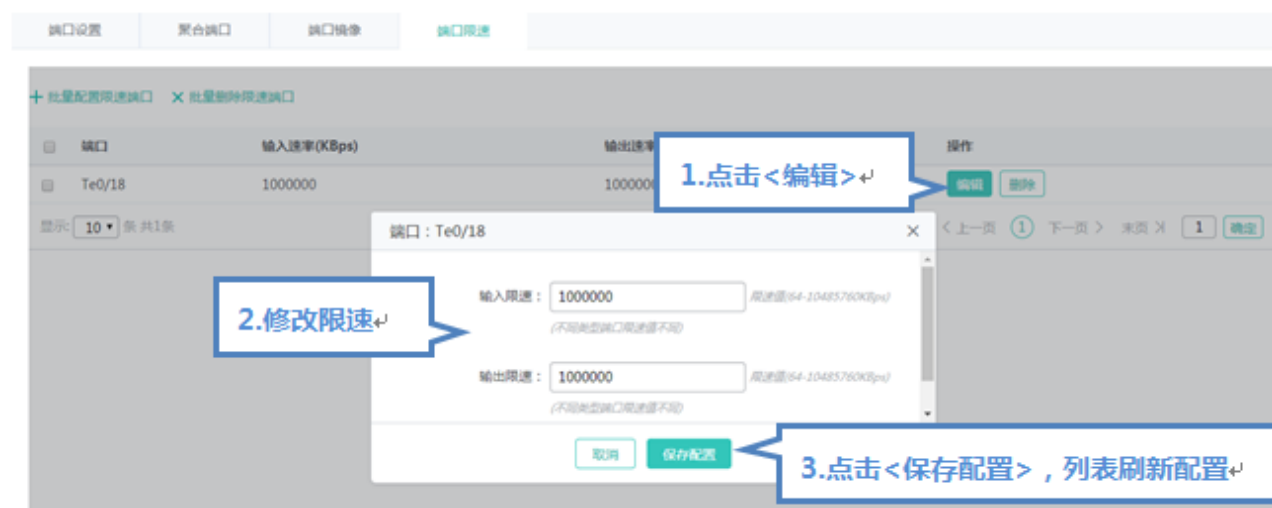 端口设置 聚合端口 端口镜像 端口限速
+ 批量配置限速端口 × 批量删除限速端口
端口 输入速率(KBps) 输出速率 操作
Te0/18 1000000 1000000 编辑 删除
显示: 10 条 共1条 上一页 1 下一页 末页 1 确定
1.点击<编辑>
端口：Te0/18 ×
输入限速： 1000000 限速值(64-10485760KBps)
(不同类型端口限速值不同)
2.修改限速
输出限速： 1000000 限速值(64-10485760KBps)
(不同类型端口限速值不同)
取消 保存配置
3.点击<保存配置>，列表刷新配置